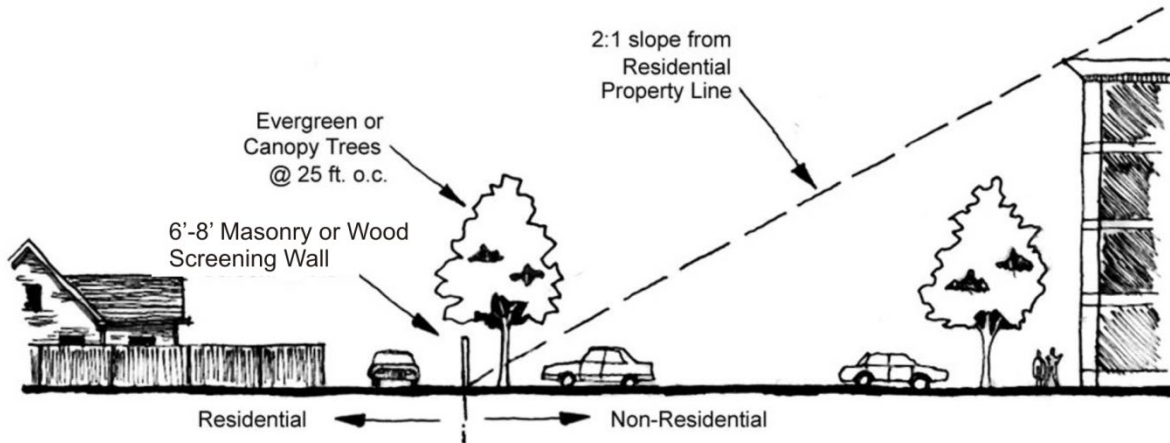 2:1 slope from
Residential
Property Line
Evergreen or
Canopy Trees
@ 25 ft. o.c.
6'-8' Masonry or Wood
Screening Wall
Residential
Non-Residential